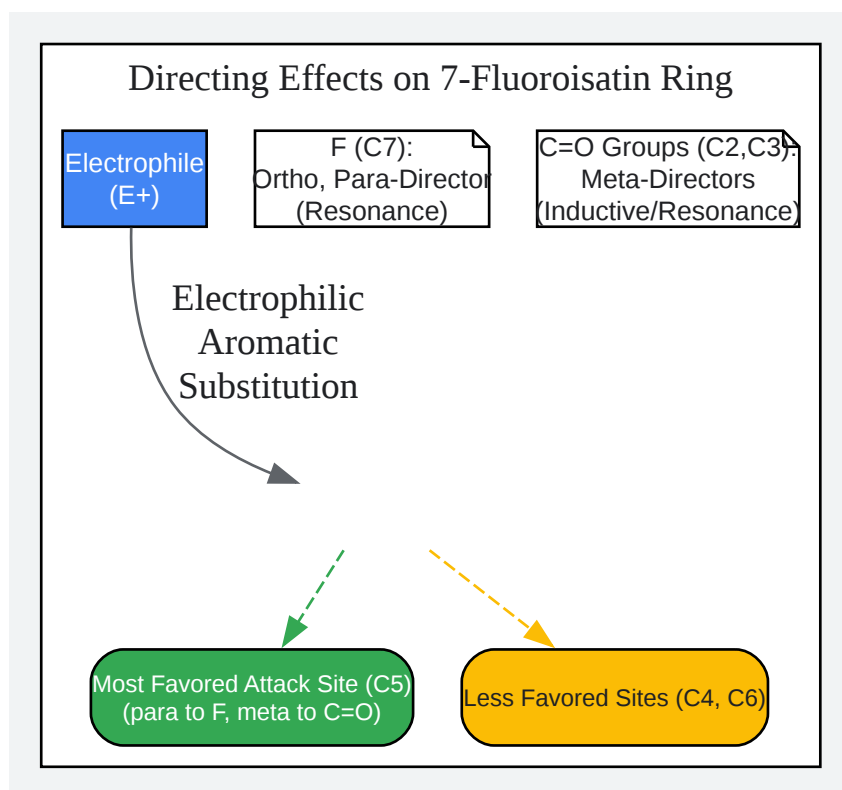 Directing Effects on 7-Fluoroisatin Ring
Electrophile
(E+)
F (C7):
Ortho, Para-Director
(Resonance)
C=O Groups (C2,C3):
Meta-Directors
(Inductive/Resonance)
Electrophilic
Aromatic
Substitution
Most Favored Attack Site (C5)
(para to F, meta to C=O)
Less Favored Sites (C4, C6)